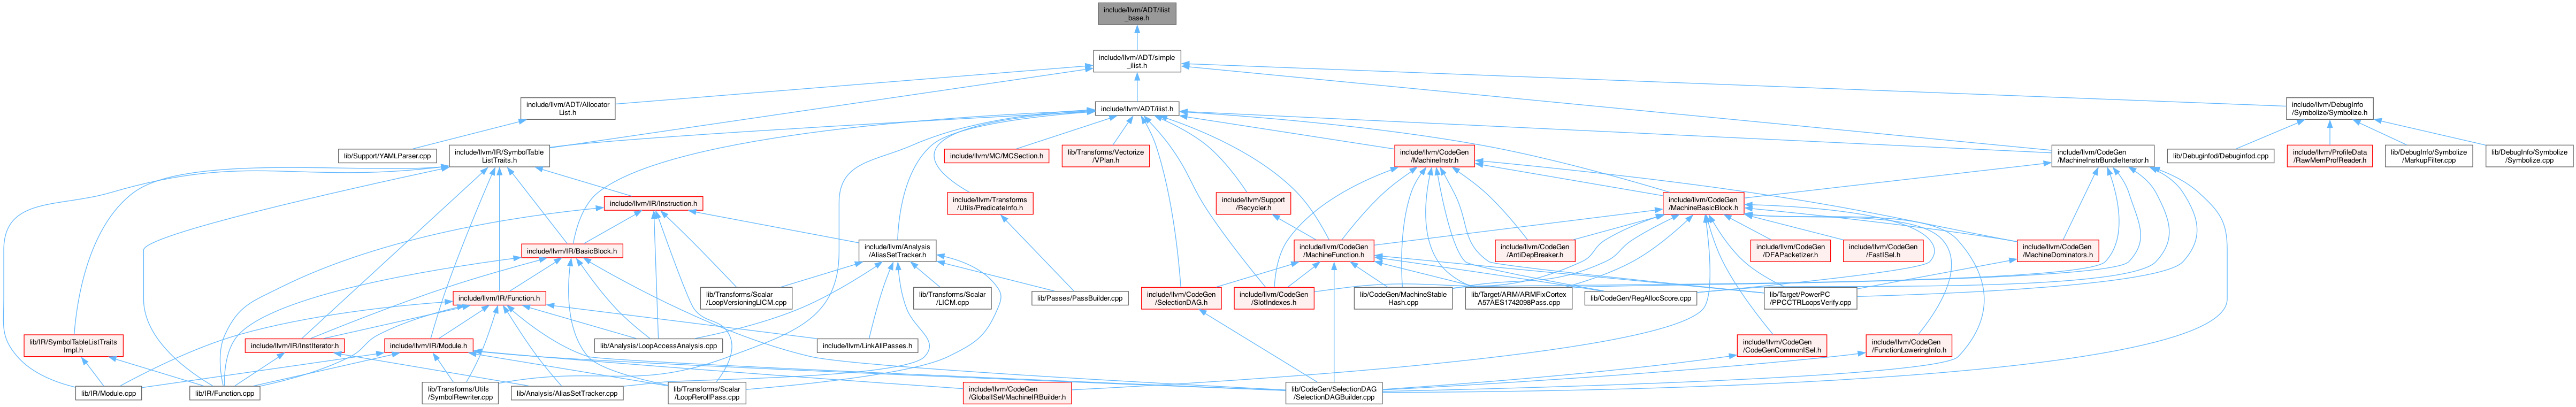 include/llvm/ADT/ilist
_base.h
include/llvm/ADT/simple
_ilist.h
include/llvm/ADT/Allocator
List.h
include/llvm/ADT/ilist.h
include/llvm/DebugInfo
/Symbolize/Symbolize.h
lib/Support/YAMLParser.cpp
include/llvm/IR/SymbolTable
ListTraits.h
include/llvm/MC/MCSection.h
lib/Transforms/Vectorize
/VPlan.h
include/llvm/CodeGen
/MachineInstr.h
include/llvm/CodeGen
/MachineInstrBundleIterator.h
lib/Debuginfod/Debuginfod.cpp
include/llvm/ProfileData
/RawMemProfReader.h
lib/DebugInfo/Symbolize
/MarkupFilter.cpp
lib/DebugInfo/Symbolize
/Symbolize.cpp
include/llvm/IR/Instruction.h
include/llvm/Transforms
/Utils/PredicateInfo.h
include/llvm/Support
/Recycler.h
include/llvm/CodeGen
/MachineBasicBlock.h
include/llvm/IR/BasicBlock.h
include/llvm/Analysis
/AliasSetTracker.h
include/llvm/CodeGen
/MachineFunction.h
include/llvm/CodeGen
/AntiDepBreaker.h
include/llvm/CodeGen
/DFAPacketizer.h
include/llvm/CodeGen
/FastISel.h
include/llvm/CodeGen
/MachineDominators.h
include/llvm/IR/Function.h
lib/Transforms/Scalar
/LoopVersioningLICM.cpp
lib/Transforms/Scalar
/LICM.cpp
lib/Passes/PassBuilder.cpp
include/llvm/CodeGen
/SelectionDAG.h
include/llvm/CodeGen
/SlotIndexes.h
lib/CodeGen/MachineStable
Hash.cpp
lib/Target/ARM/ARMFixCortex
A57AES1742098Pass.cpp
lib/CodeGen/RegAllocScore.cpp
lib/Target/PowerPC
/PPCCTRLoopsVerify.cpp
lib/IR/SymbolTableListTraits
Impl.h
include/llvm/IR/InstIterator.h
include/llvm/IR/Module.h
lib/Analysis/LoopAccessAnalysis.cpp
include/llvm/LinkAllPasses.h
include/llvm/CodeGen
/CodeGenCommonISel.h
include/llvm/CodeGen
/FunctionLoweringInfo.h
lib/IR/Module.cpp
lib/IR/Function.cpp
lib/Transforms/Utils
/SymbolRewriter.cpp
lib/Analysis/AliasSetTracker.cpp
lib/Transforms/Scalar
/LoopRerollPass.cpp
include/llvm/CodeGen
/GlobalISel/MachineIRBuilder.h
lib/CodeGen/SelectionDAG
/SelectionDAGBuilder.cpp